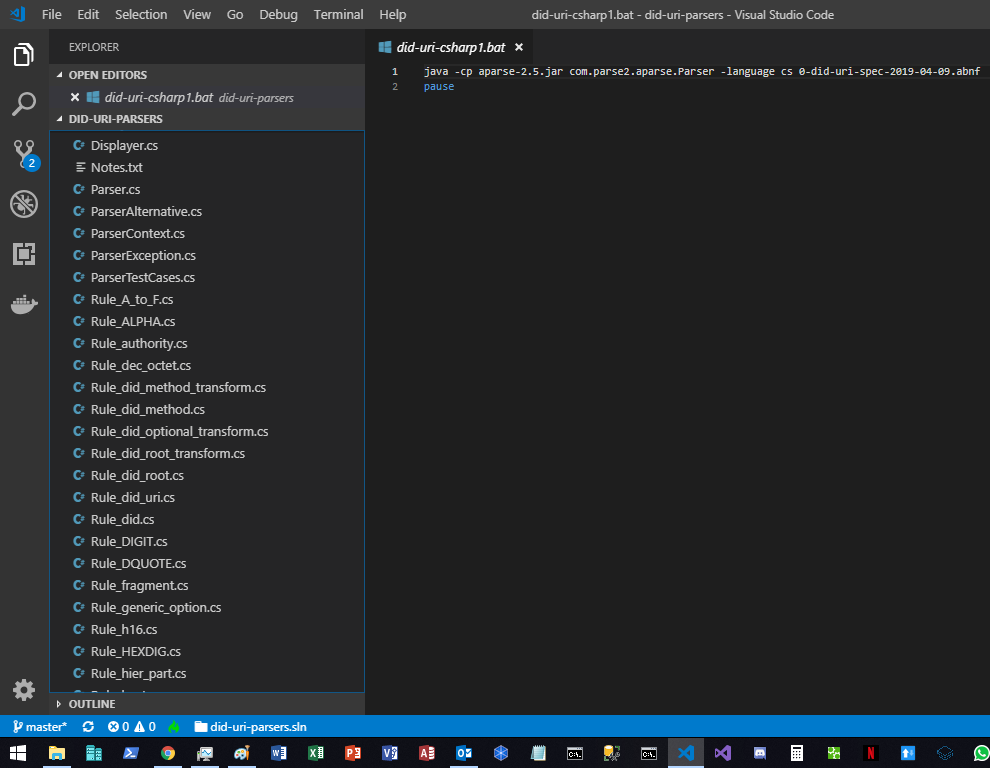 File Edit Selection View Go Debug Terminal Help did-uri-csharp1.bat - did-uri-parsers - Visual Studio Code
EXPLORER
did-uri-csharp1.bat
OPEN EDITORS
did-uri-csharp1.bat did-uri-parsers
DID-URI-PARSERS
Displayer.cs
Notes.txt
Parser.cs
ParserAlternative.cs
ParserContext.cs
ParserException.cs
ParserTestCases.cs
Rule_A_to_F.cs
Rule_ALPHA.cs
Rule_authority.cs
Rule_dec_octet.cs
Rule_did_method_transform.cs
Rule_did_method.cs
Rule_did_optional_transform.cs
Rule_did_root_transform.cs
Rule_did_root.cs
Rule_did_uri.cs
Rule_did.cs
Rule_DIGIT.cs
Rule_DQUOTE.cs
Rule_fragment.cs
Rule_generic_option.cs
Rule_h16.cs
Rule_HEXDIG.cs
Rule_hier_part.cs
OUTLINE
1 java -cp aparse-2.5.jar com.parse2.aparse.Parser -language cs 0-did-uri-spec-2019-04-09.abnf
2 pause
2
master* 0 0 did-uri-parsers.sln